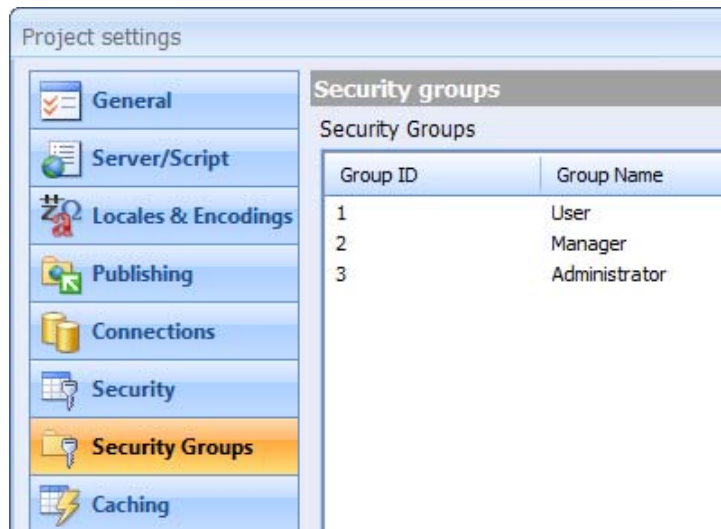 Project settings
General
Server/Script
Locales & Encodings
Publishing
Connections
Security
Security Groups
Caching
Security groups
Security Groups
Group ID Group Name
1 User
2 Manager
3 Administrator